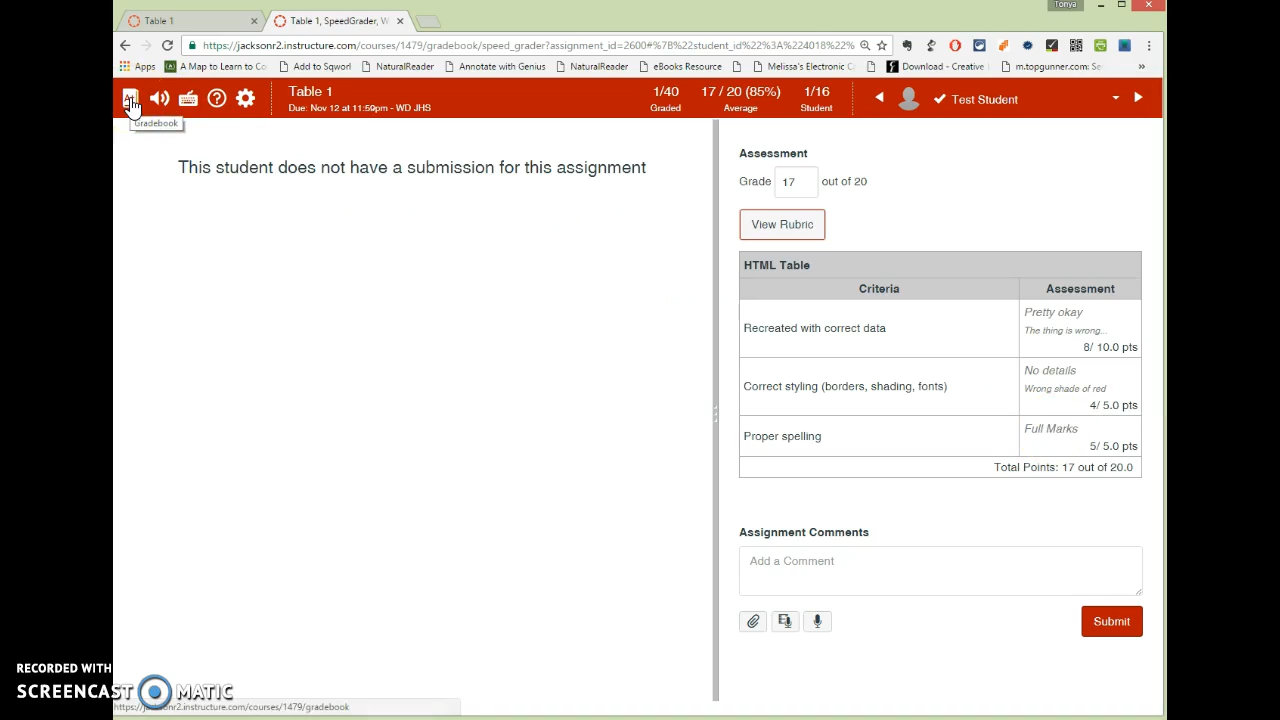 Tonya
Table 1
Table 1, SpeedGrader, W
https://jacksonr2.instructure.com/courses/1479/gradebook/speed_grader?assignment_id=2600#%7B%22student_id%22%3A%224018%22%
Apps
A Map to Learn to Co
Add to Sqworl
NaturalReader
Annotate with Genius
NaturalReader
eBooks Resource
Melissa's Electronic C
Download - Creative
m.topgunner.com: Se
»
A+
Table 1
Due: Nov 12 at 11:59pm - WD JHS
1/40
Graded
17 / 20 (85%)
Average
1/16
Student
Test Student
Gradebook
This student does not have a submission for this assignment
Assessment
Grade 17 out of 20
View Rubric
HTML Table
Criteria Assessment
Recreated with correct data
Pretty okay
The thing is wrong...
8/ 10.0 pts
Correct styling (borders, shading, fonts)
No details
Wrong shade of red
4/ 5.0 pts
Proper spelling
Full Marks
5/ 5.0 pts
Total Points: 17 out of 20.0
Assignment Comments
Add a Comment
Submit
RECORDED WITH
SCREENCAST MATIC
https://jacksonr2.instructure.com/courses/1479/gradebook